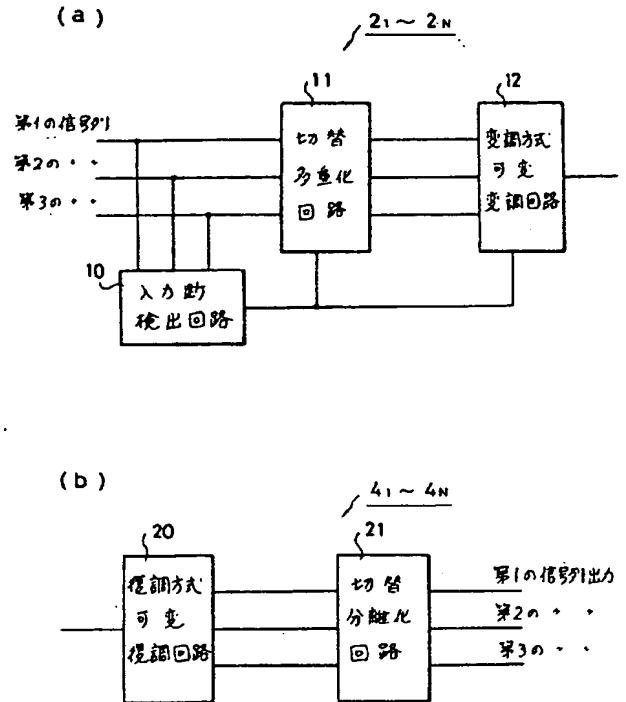 (a)
2₁ ～ 2N
11
12
第1の信号列
第2の 〃 〃
第3の 〃 〃
切替
多重化
回路
変調方式
可変
変調回路
10
入力断
検出回路
(b)
4₁ ～ 4N
20
21
復調方式
可変
復調回路
切替
分離化
回路
第1の信号列出力
第2の 〃 〃
第3の 〃 〃